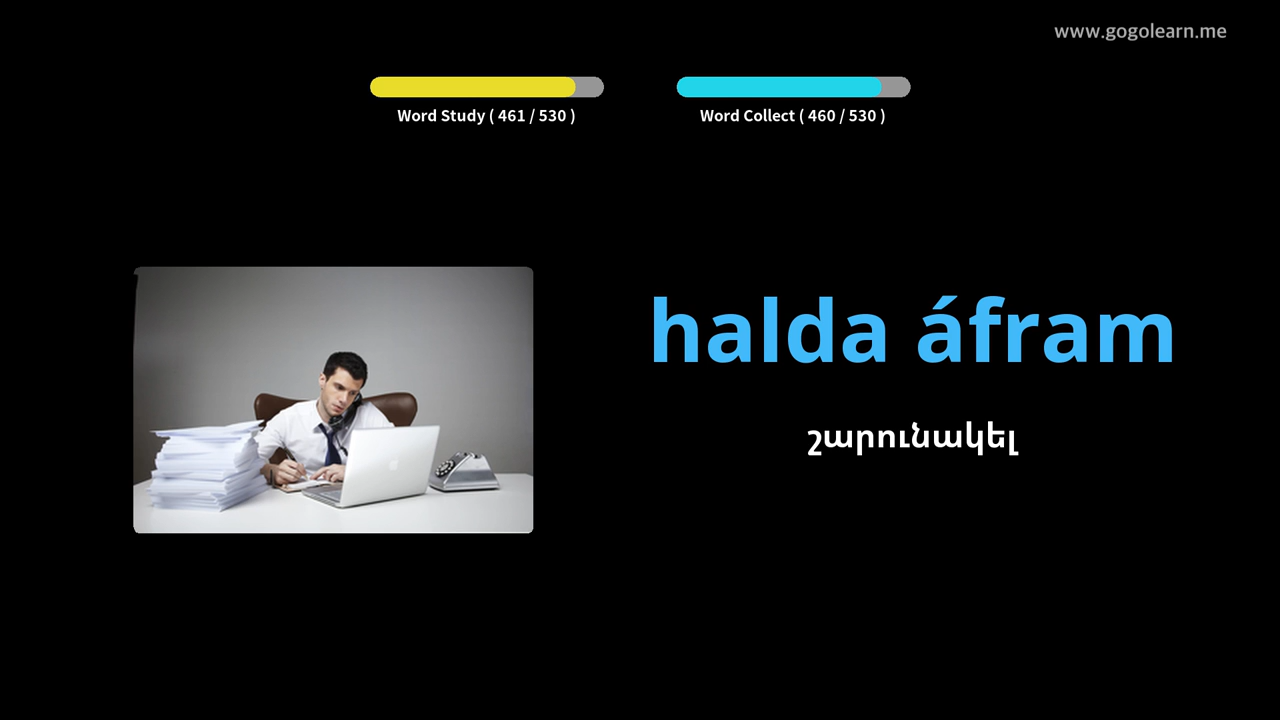 www.gogolearn.me
Word Study ( 461 / 530 )
Word Collect ( 460 / 530 )
halda áfram
շարունակել